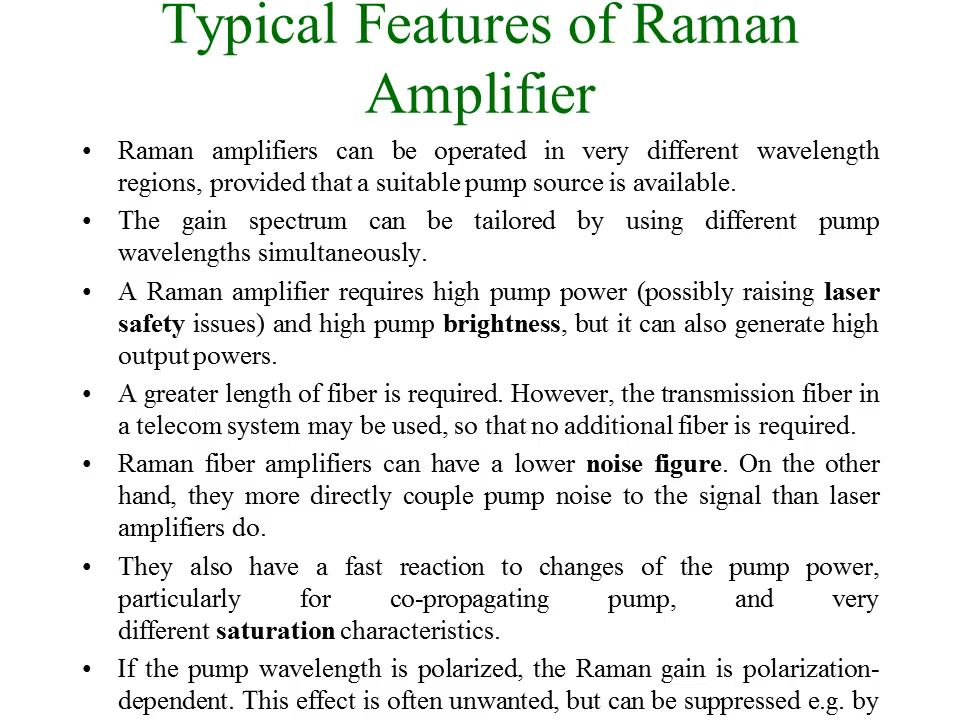 Typical Features of Raman
Amplifier
• Raman amplifiers can be operated in very different wavelength
regions, provided that a suitable pump source is available.
• The gain spectrum can be tailored by using different pump
wavelengths simultaneously.
• A Raman amplifier requires high pump power (possibly raising laser
safety issues) and high pump brightness, but it can also generate high
output powers.
• A greater length of fiber is required. However, the transmission fiber in
a telecom system may be used, so that no additional fiber is required.
• Raman fiber amplifiers can have a lower noise figure. On the other
hand, they more directly couple pump noise to the signal than laser
amplifiers do.
• They also have a fast reaction to changes of the pump power,
particularly for co-propagating pump, and very
different saturation characteristics.
• If the pump wavelength is polarized, the Raman gain is polarization-
dependent. This effect is often unwanted, but can be suppressed e.g. by